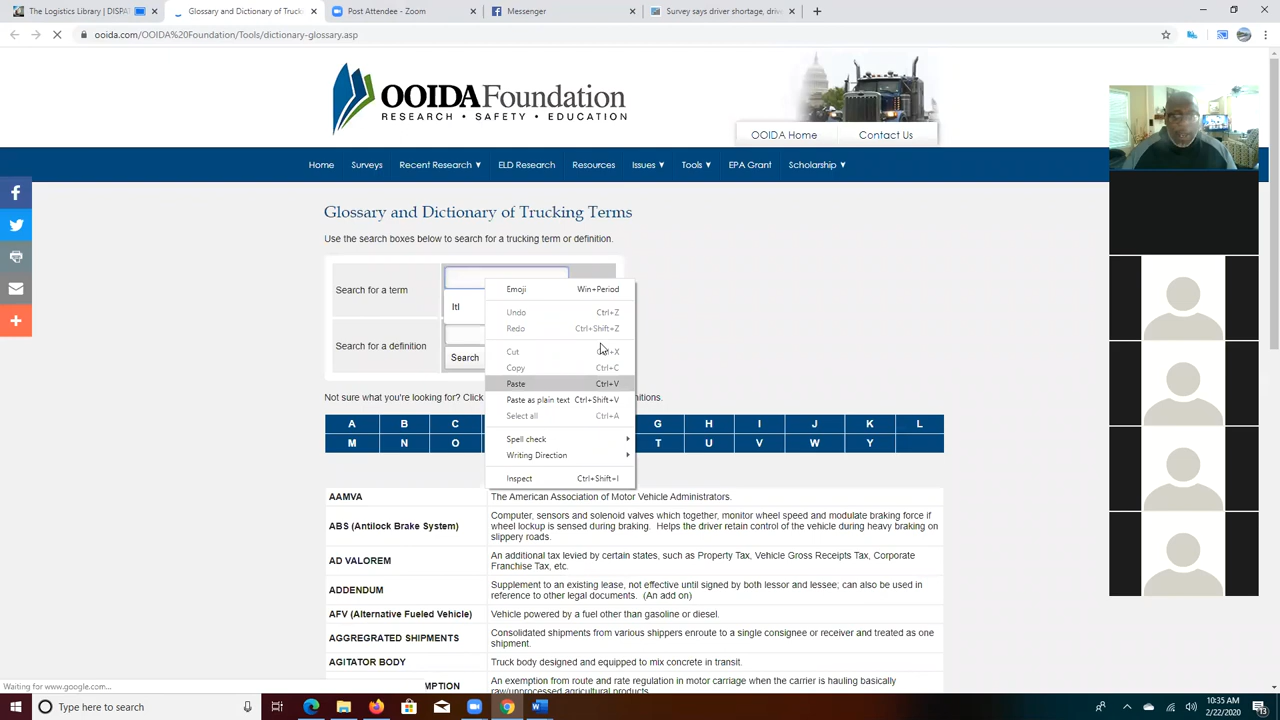 The Logistics Library | DISPAT
Glossary and Dictionary of Truck
Post Attendee - Zoom
Messenger
Survey says driver shortage, drive
ooida.com/OOIDA%20Foundation/Tools/dictionary-glossary.asp
OOIDA Foundation
RESEARCH • SAFETY • EDUCATION
OOIDA Home
Contact Us
Home
Surveys
Recent Research ▼
ELD Research
Resources
Issues ▼
Tools ▼
EPA Grant
Scholarship ▼
Glossary and Dictionary of Trucking Terms
Use the search boxes below to search for a trucking term or definition.
Search for a term
ltl
Search for a definition
Search
Emoji Win+Period
Undo Ctrl+Z
Redo Ctrl+Shift+Z
Cut Ctrl+X
Copy Ctrl+C
Paste Ctrl+V
Paste as plain text Ctrl+Shift+V
Select all Ctrl+A
Spell check
Writing Direction
Inspect Ctrl+Shift+I
Not sure what you're looking for? Click
A B C G H I J K L
M N O T U V W Y
AAMVA The American Association of Motor Vehicle Administrators.
ABS (Antilock Brake System) Computer, sensors and solenoid valves which together, monitor wheel speed and modulate braking force if
wheel lockup is sensed during braking. Helps the driver retain control of the vehicle during heavy braking on
slippery roads.
AD VALOREM An additional tax levied by certain states, such as Property Tax, Vehicle Gross Receipts Tax, Corporate
Franchise Tax, etc.
ADDENDUM Supplement to an existing lease, not effective until signed by both lessor and lessee; can also be used in
reference to other legal documents. (An add on)
AFV (Alternative Fueled Vehicle) Vehicle powered by a fuel other than gasoline or diesel.
AGGREGRATED SHIPMENTS Consolidated shipments from various shippers enroute to a single consignee or receiver and treated as one
shipment.
AGITATOR BODY Truck body designed and equipped to mix concrete in transit.
MPTION An exemption from route and rate regulation in motor carriage when the carrier is hauling basically
raw/unprocessed agricultural products.
Waiting for www.google.com...
Type here to search
10:35 AM
2/22/2020
13